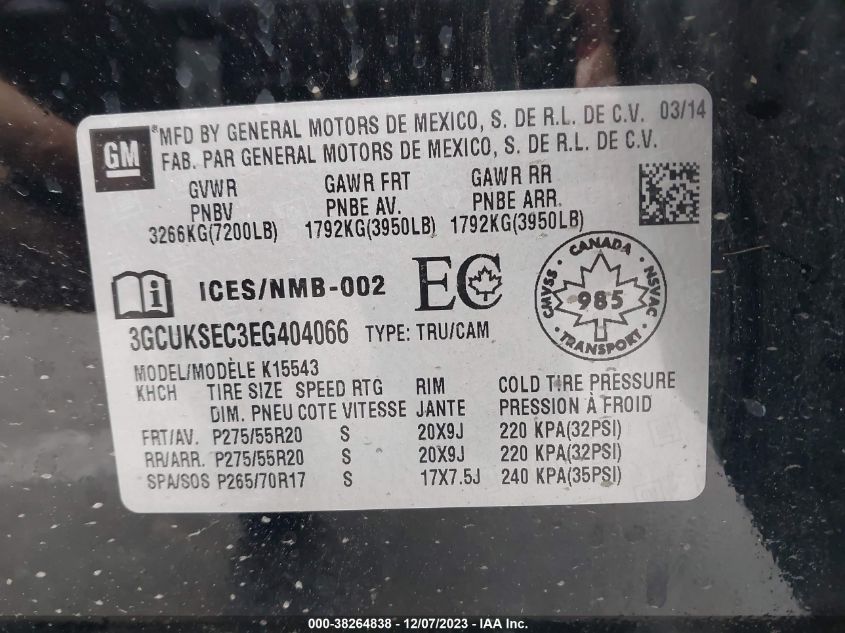 GM
*MFD BY GENERAL MOTORS DE MEXICO, S. DE R.L. DE C.V. 03/14
FAB. PAR GENERAL MOTORS DE MEXICO, S. DE R.L. DE C.V.
GVWR GAWR FRT GAWR RR
PNBV PNBE AV. PNBE ARR.
3266KG(7200LB) 1792KG(3950LB) 1792KG(3950LB)
i ICES/NMB-002 EC
CANADA
CMVSS 985 NSVAC
TRANSPORT
3GCUKSEC3EG404066 TYPE: TRU/CAM
MODEL/MODÈLE K15543
KHCH TIRE SIZE SPEED RTG RIM COLD TIRE PRESSURE
DIM. PNEU COTE VITESSE JANTE PRESSION À FROID
FRT/AV. P275/55R20 S 20X9J 220 KPA(32PSI)
RR/ARR. P275/55R20 S 20X9J 220 KPA(32PSI)
SPA/SOS P265/70R17 S 17X7.5J 240 KPA(35PSI)
000-38264838 - 12/07/2023 - IAA Inc.